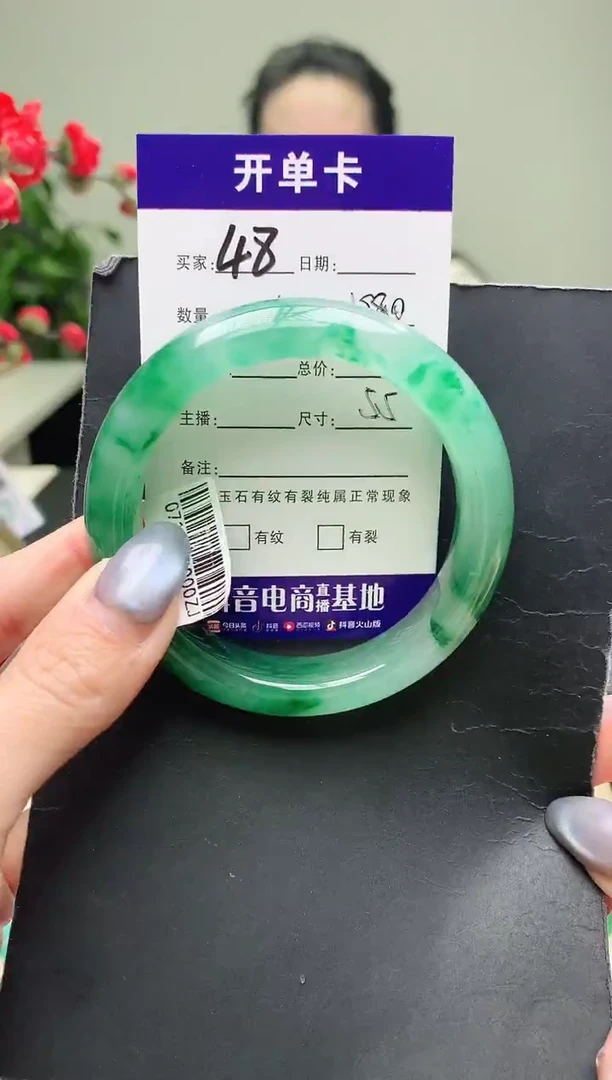 开单卡
买家: 48 日期:
数量
总价:
主播: 尺寸:
备注:
玉石有纹有裂纯属正常现象
有纹 有裂
抖音电商直播基地
今日头条 抖音 西瓜视频 抖音火山版